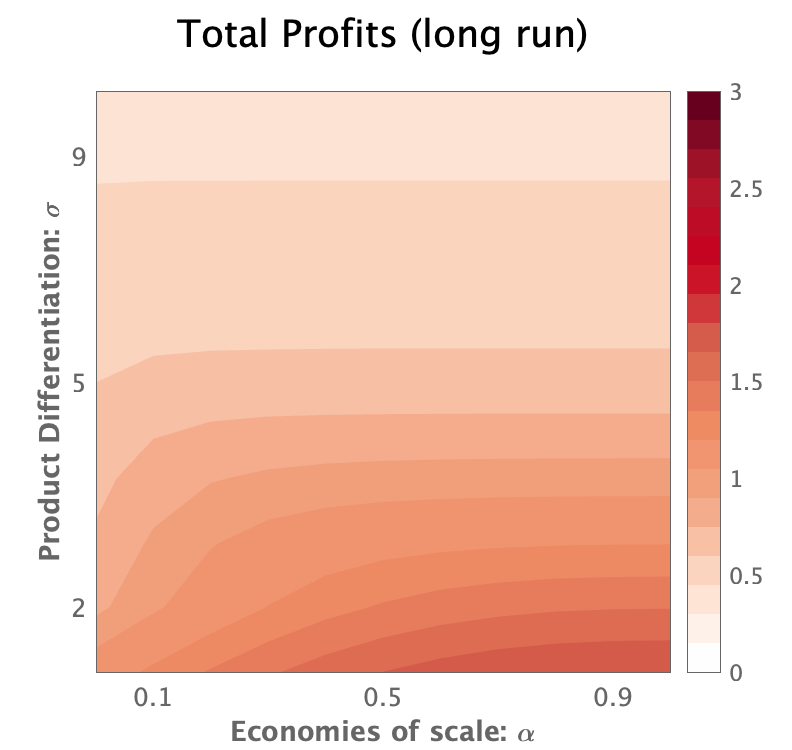 Total Profits (long run)
3
9
2.5
2
5
1.5
1
2
0.5
0
0.1 0.5 0.9
Product Differentiation: σ
Economies of scale: α